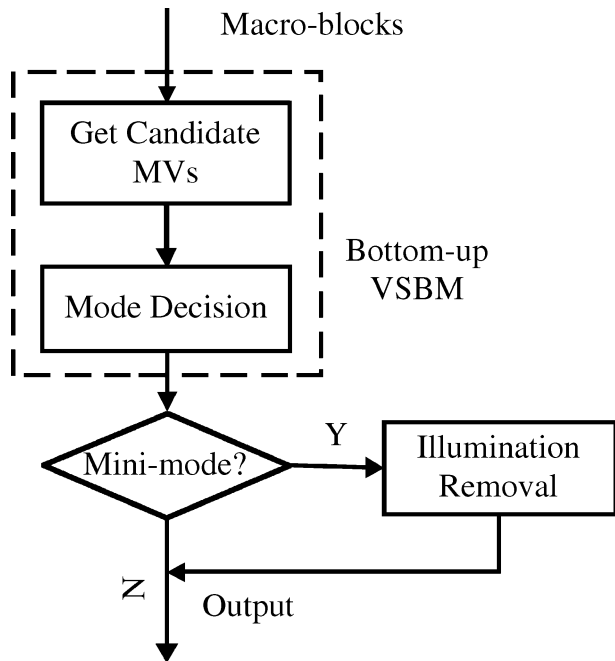 Macro-blocks
Get Candidate
MVs
Bottom-up
VSBM
Mode Decision
Mini-mode?
Y
Illumination
Removal
N
Output